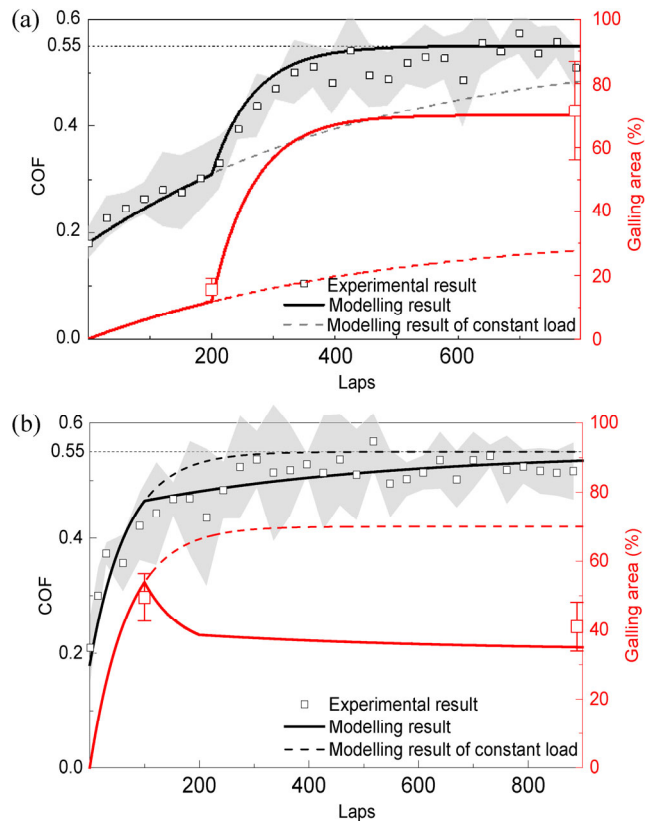 (a)
0.6
0.55
0.4
0.2
0.0
COF
100
80
60
40
20
0
Galling area (%)
Experimental result
Modelling result
Modelling result of constant load
200
400
600
Laps
(b)
0.6
0.55
0.4
0.2
0.0
COF
100
80
60
40
20
0
Galling area (%)
Experimental result
Modelling result
Modelling result of constant load
200
400
600
800
Laps